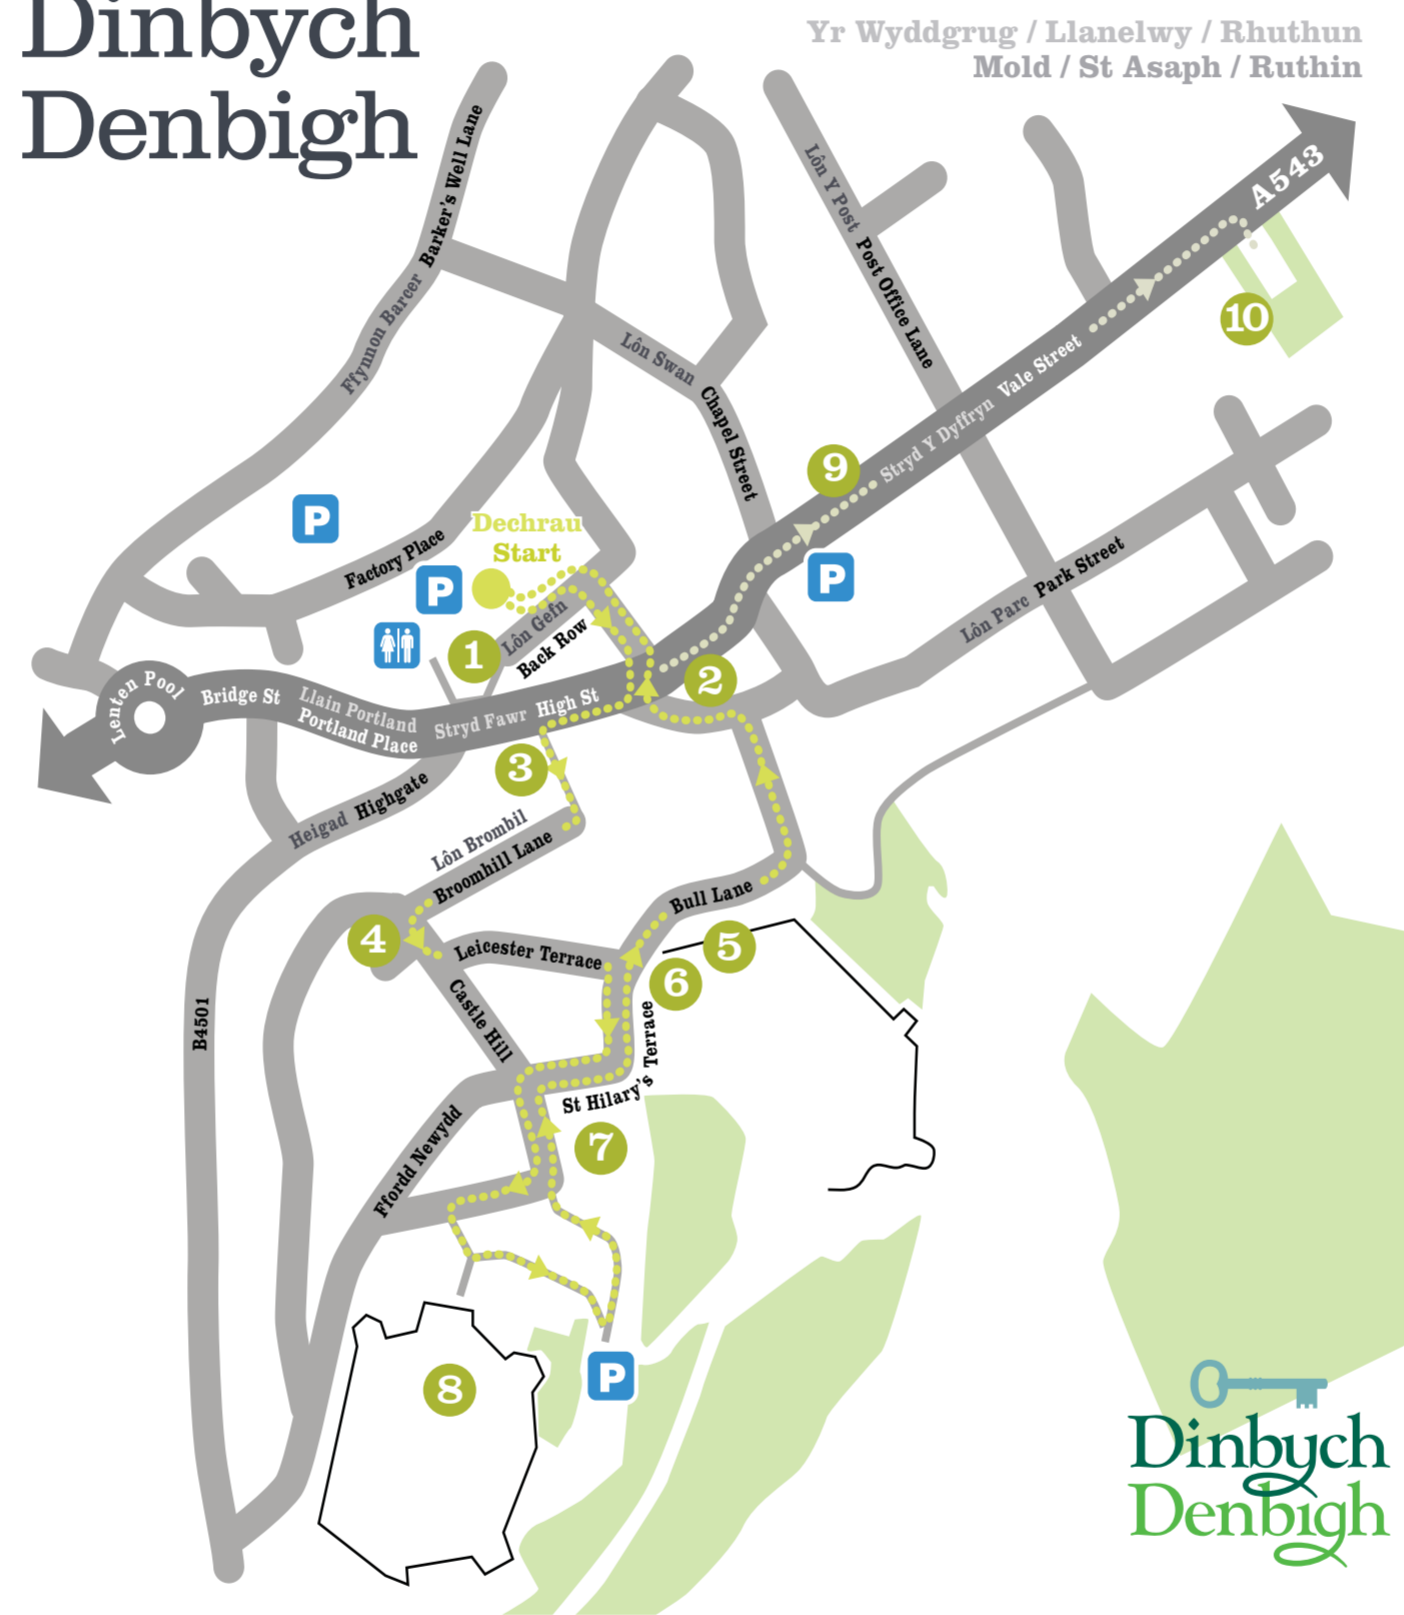 Dinbych
Denbigh
Yr Wyddgrug / Llanelwy / Rhuthun
Mold / St Asaph / Ruthin
A543
Ffynnon Barcer Barker's Well Lane
Lôn Y Post Post Office Lane
Lôn Swan Chapel Street
Stryd Y Dyffryn Vale Street
10
9
P
P
P
Factory Place
Dechrau
Start
1
Lôn Gefn
Back Row
Lôn Parc Park Street
2
Lenten Pool
Bridge St
Llain Portland
Portland Place
Stryd Fawr High St
3
Heigad Highgate
Lôn Brombil
Broomhill Lane
Bull Lane
4
Leicester Terrace
5
6
Castle Hill
B4501
St Hilary's Terrace
7
Ffordd Newydd
P
8
Dinbych
Denbigh